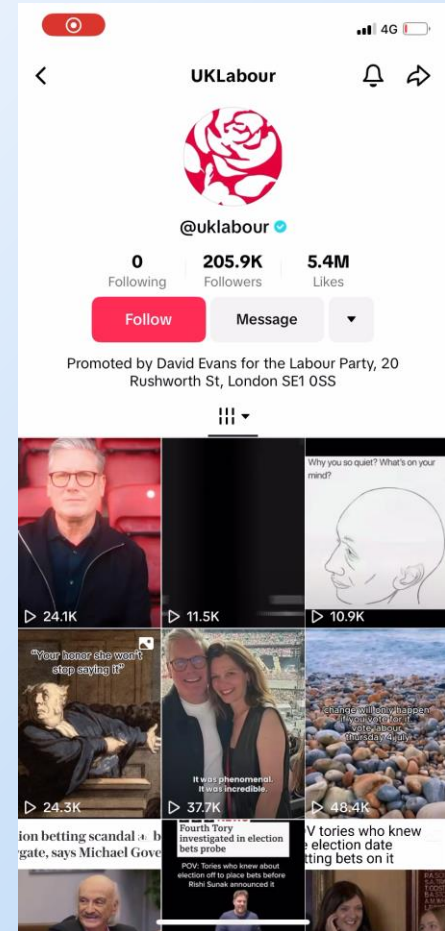 4G
UKLabour
@uklabour
0
205.9K
5.4M
Following
Followers
Likes
Follow
Message
Promoted by David Evans for the Labour Party, 20
Rushworth St, London SE1 0SS
24.1K
11.5K
Why you so quiet? What's on your
mind?
10.9K
"Your honor she won't
stop saying it"
24.3K
It was phenomenal.
It was incredible.
37.7K
change will only happen
if you vote for it
vote labour
thursday 4 july
48.4K
ion betting scandal
rgate, says Michael Gove
Fourth Tory
investigated in election
bets probe
POV: Tories who knew about
election off to place bets before
Rishi Sunak announced it
V tories who knew
election date
tting bets on it